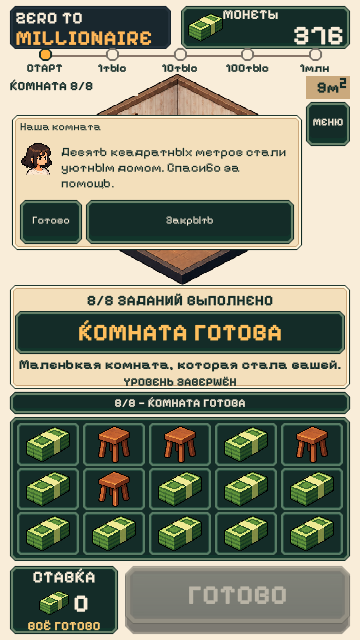 ZERO TO
MILLIONAIRE
МОНЕТЫ
376
СТАРТ
1тыс
10тыс
100тыс
1млн
КОМНАТА 8/8
9м²
МЕНЮ
Наша комната
Десять квадратных метров стали
уютным домом. Спасибо за
помощь.
Готово
Закрыть
8/8 ЗАДАНИЙ ВЫПОЛНЕНО
КОМНАТА ГОТОВА
Маленькая комната, которая стала вашей.
УРОВЕНЬ ЗАВЕРШЁН
8/8 - КОМНАТА ГОТОВА
СТАВКА
0
ВСЁ ГОТОВО
ГОТОВО